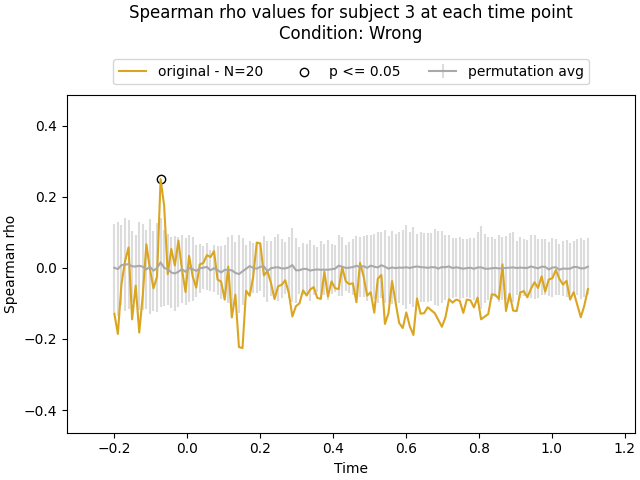 Spearman rho values for subject 3 at each time point
Condition: Wrong
original - N=20 p <= 0.05 permutation avg
0.4
0.2
0.0
−0.2
−0.4
Spearman rho
−0.2 0.0 0.2 0.4 0.6 0.8 1.0 1.2
Time